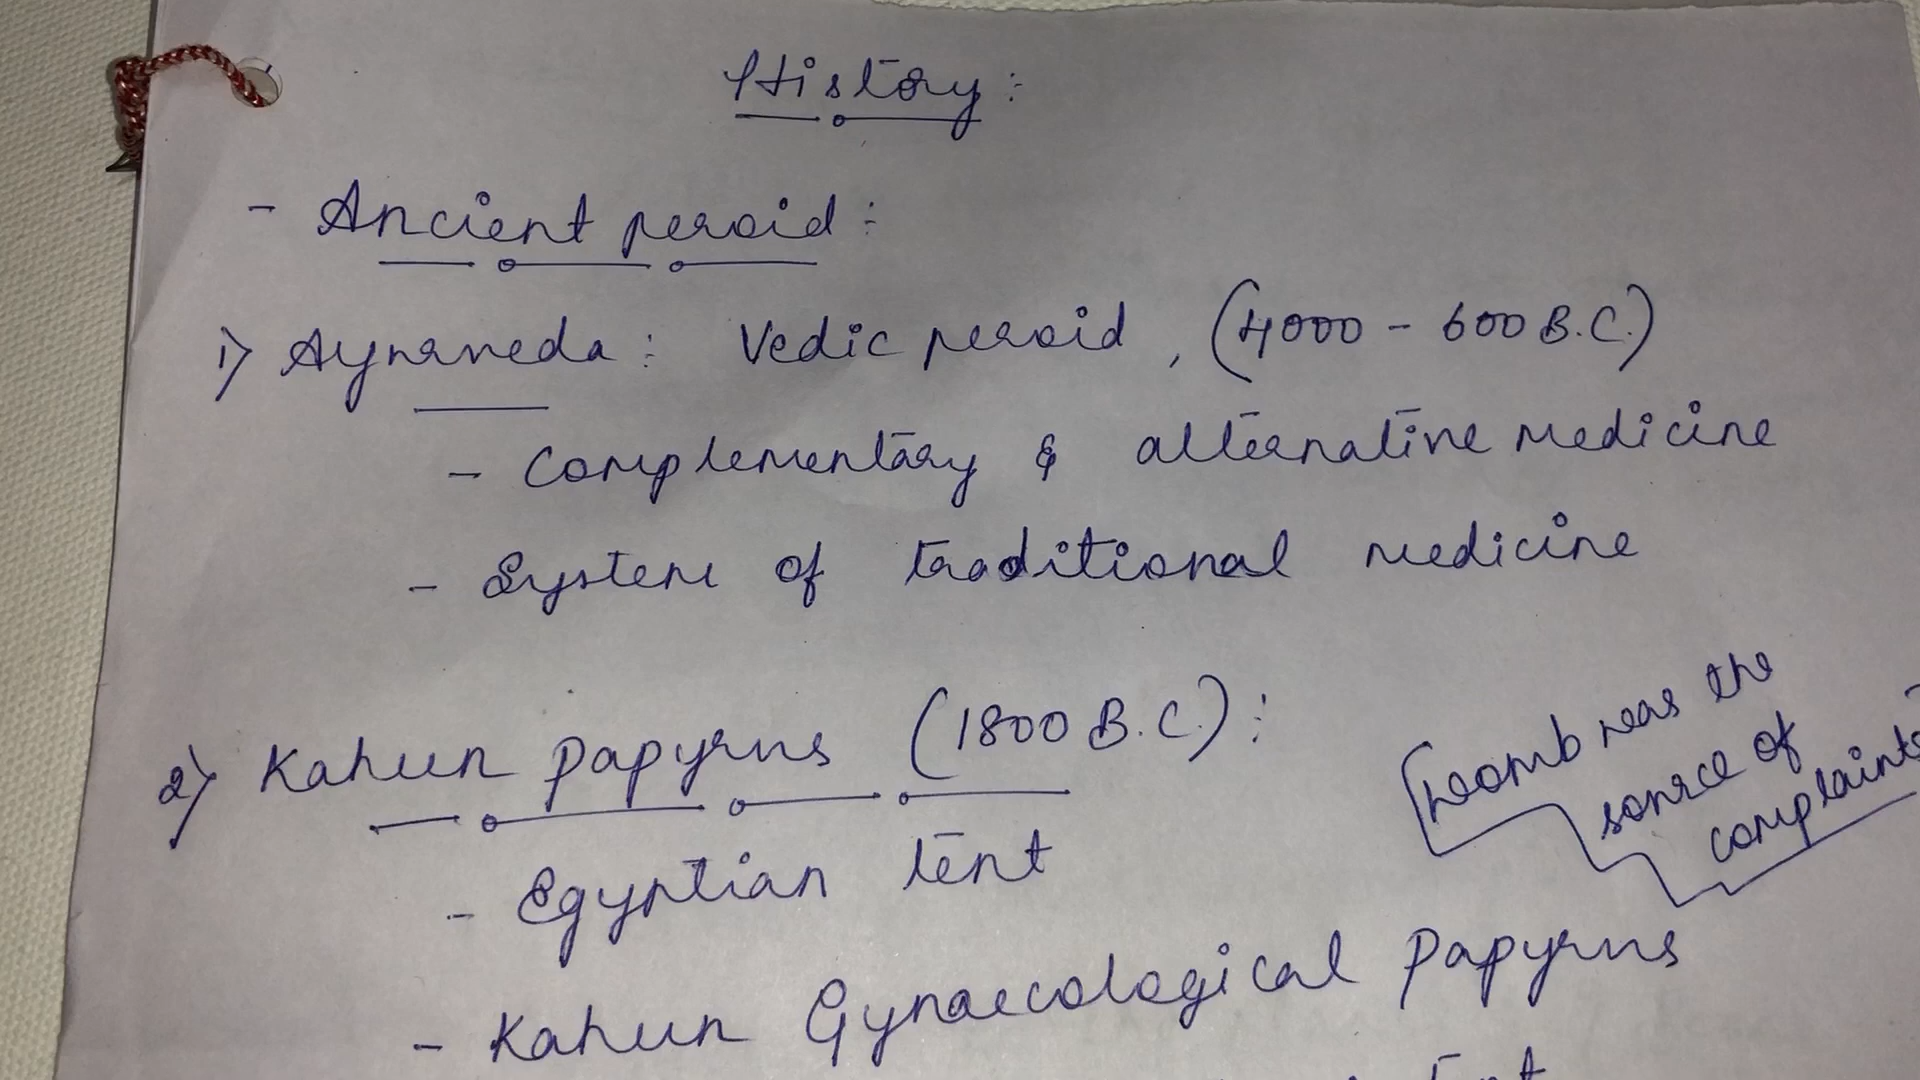 History:
- Ancient peroid:
1) Ayurveda: Vedic peroid, (4000 - 600 B.C.)
- Complementary & alternative medicine
- System of traditional medicine
2) Kahun papyrus (1800 B.C.):
womb was the
source of
complaints
- Egyptian text
- Kahun Gynaecological Papyrus